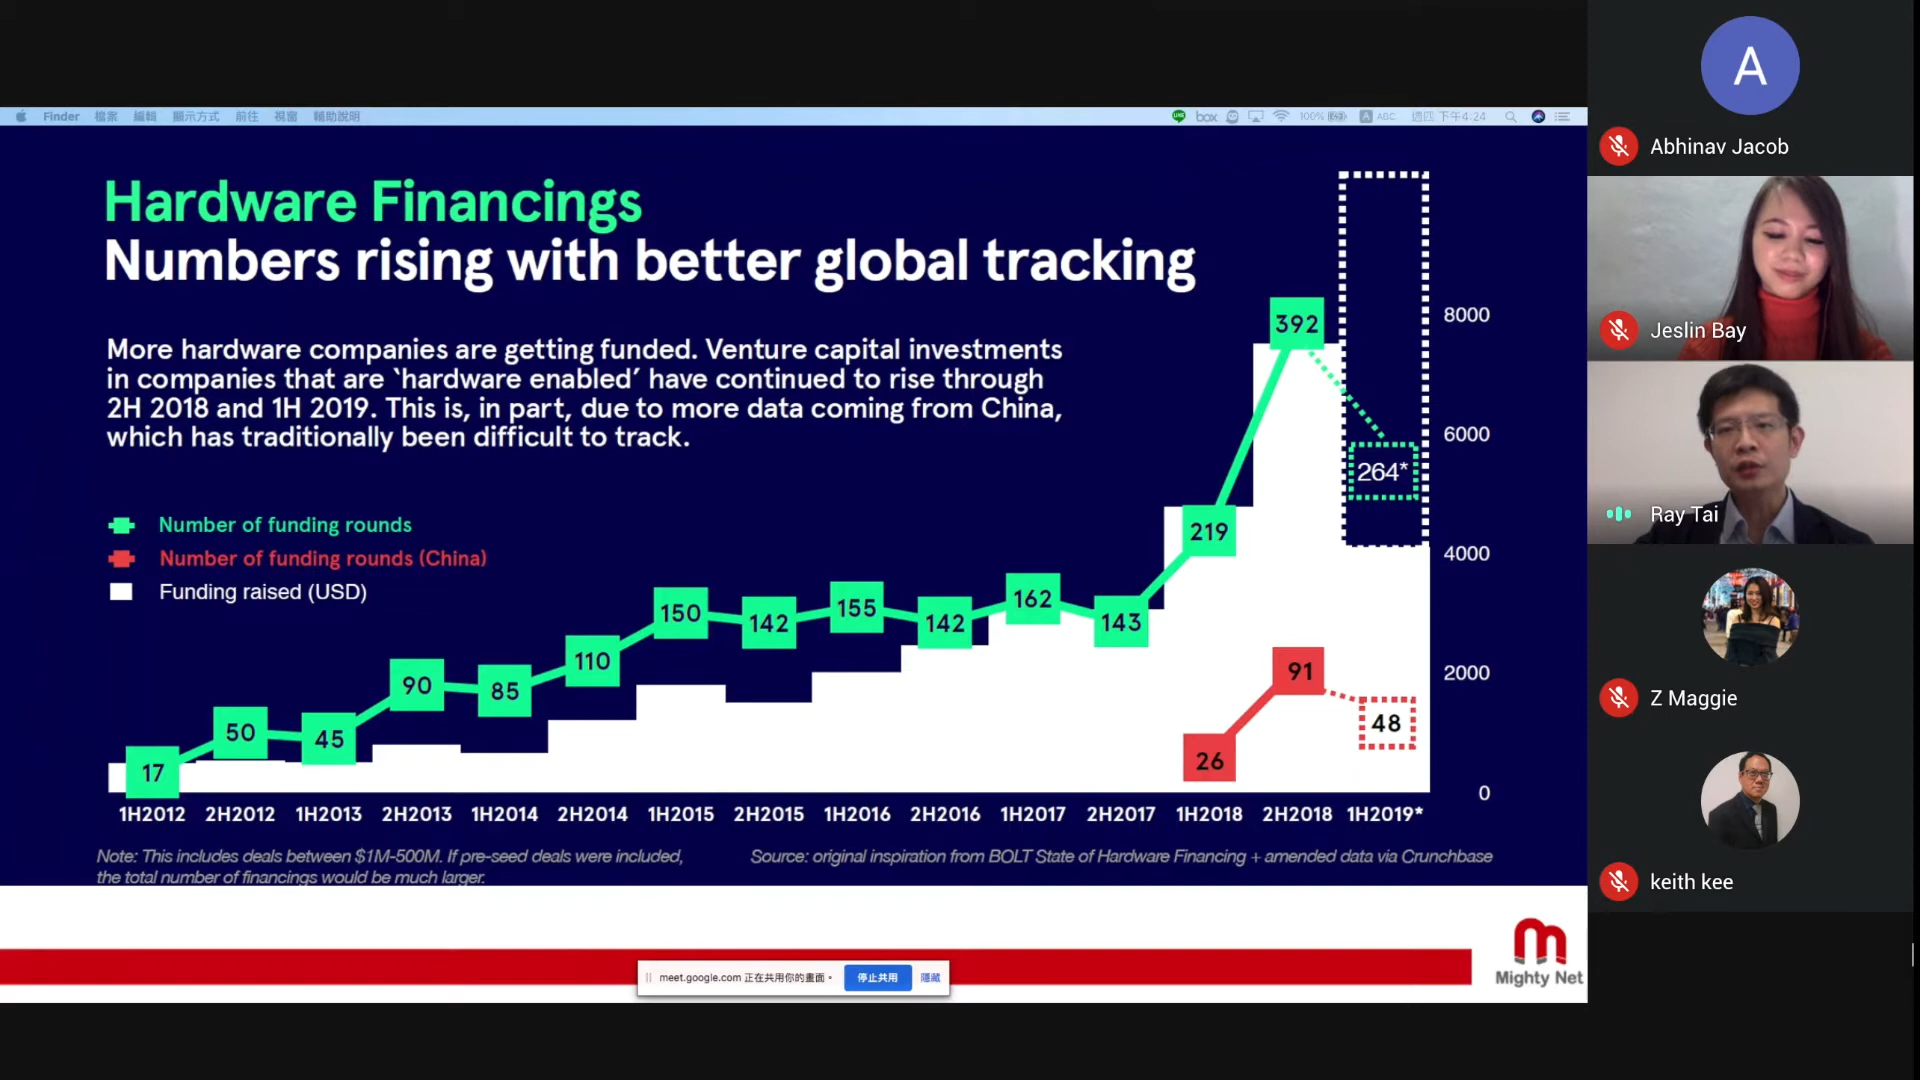 Finder 檔案 編輯 顯示方式 前往 視窗 輔助說明
box 100% A ABC 週四 下午4:24
Hardware Financings
Numbers rising with better global tracking
More hardware companies are getting funded. Venture capital investments
in companies that are ‘hardware enabled’ have continued to rise through
2H 2018 and 1H 2019. This is, in part, due to more data coming from China,
which has traditionally been difficult to track.
Number of funding rounds
Number of funding rounds (China)
Funding raised (USD)
17 50 45 90 85 110 150 142 155 142 162 143 219 392 264*
26 91 48
8000
6000
4000
2000
0
1H2012 2H2012 1H2013 2H2013 1H2014 2H2014 1H2015 2H2015 1H2016 2H2016 1H2017 2H2017 1H2018 2H2018 1H2019*
Note: This includes deals between $1M-500M. If pre-seed deals were included,
the total number of financings would be much larger.
Source: original inspiration from BOLT State of Hardware Financing + amended data via Crunchbase
Mighty Net
meet.google.com 正在共用你的畫面。 停止共用 隱藏
A
Abhinav Jacob
Jeslin Bay
Ray Tai
Z Maggie
keith kee